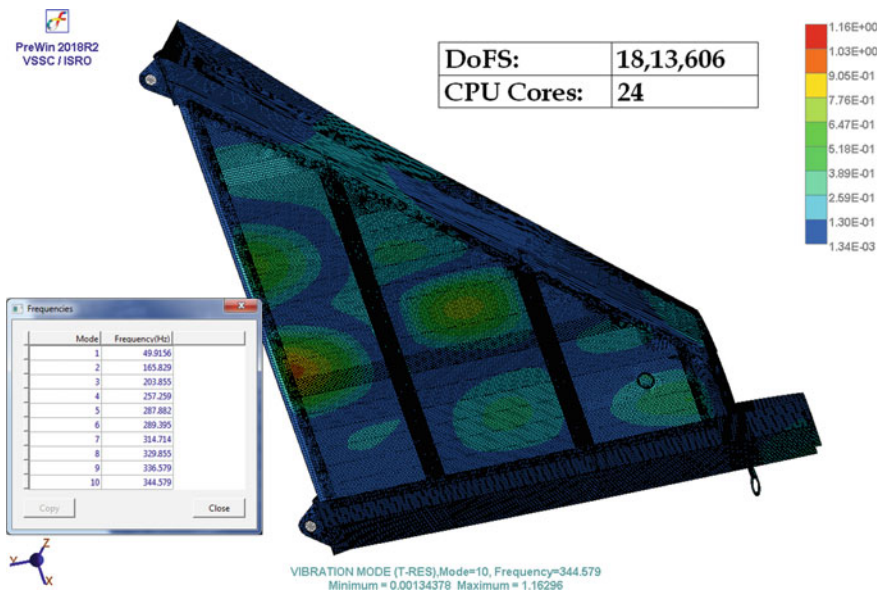 PreWin 2018R2
VSSC / ISRO
DoFS: 18,13,606
CPU Cores: 24
1.16E-00
1.03E-00
9.05E-01
7.76E-01
6.47E-01
5.18E-01
3.89E-01
2.59E-01
1.30E-01
1.34E-03
Frequencies
Mode Frequency(Hz)
1 49.9156
2 165.829
3 203.855
4 257.259
5 287.882
6 289.395
7 314.714
8 329.855
9 336.579
10 344.579
Copy Close
Z
Y
X
VIBRATION MODE (T-RES),Mode=10, Frequency=344.579
Minimum = 0.00134378 Maximum = 1.16296